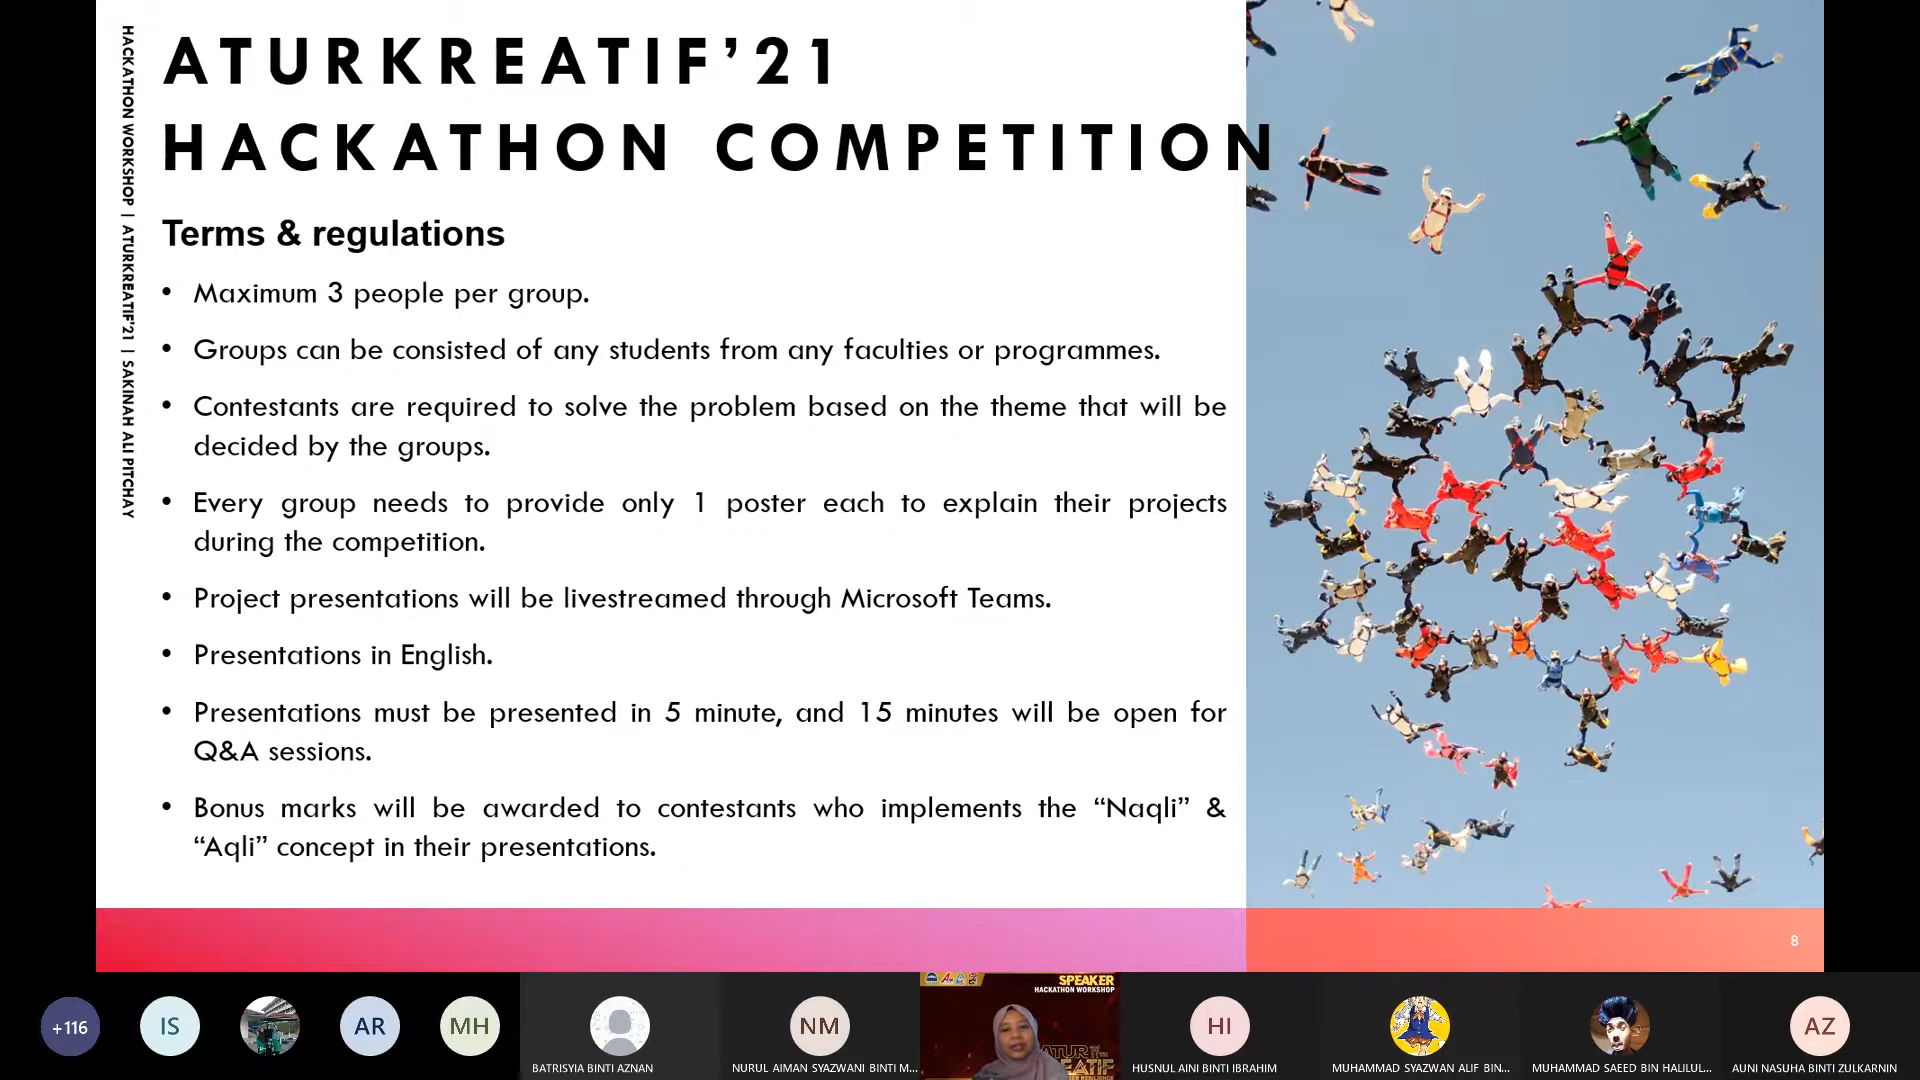 HACKATHON WORKSHOP | ATURKREATIF'21 | SAKINAH ALI PITCHAY
ATURKREATIF’21
HACKATHON COMPETITION
Terms & regulations
• Maximum 3 people per group.
• Groups can be consisted of any students from any faculties or programmes.
• Contestants are required to solve the problem based on the theme that will be
decided by the groups.
• Every group needs to provide only 1 poster each to explain their projects
during the competition.
• Project presentations will be livestreamed through Microsoft Teams.
• Presentations in English.
• Presentations must be presented in 5 minute, and 15 minutes will be open for
Q&A sessions.
• Bonus marks will be awarded to contestants who implements the “Naqli” &
“Aqli” concept in their presentations.
8
+116
IS
AR
MH
BATRISYIA BINTI AZNAN
NM
NURUL AIMAN SYAZWANI BINTI M...
SPEAKER
HACKATHON WORKSHOP
HI
HUSNUL AINI BINTI IBRAHIM
MUHAMMAD SYAZWAN ALIF BIN...
MUHAMMAD SAEED BIN HALILUL...
AZ
AUNI NASUHA BINTI ZULKARNIN